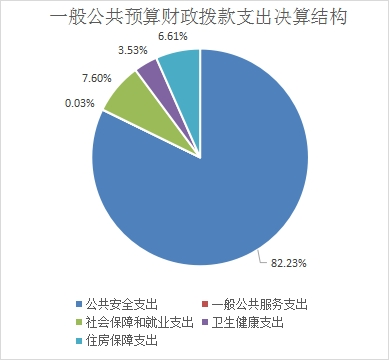 一般公共预算财政拨款支出决算结构
6.61%
3.53%
7.60%
0.03%
82.23%
公共安全支出 一般公共服务支出
社会保障和就业支出 卫生健康支出
住房保障支出